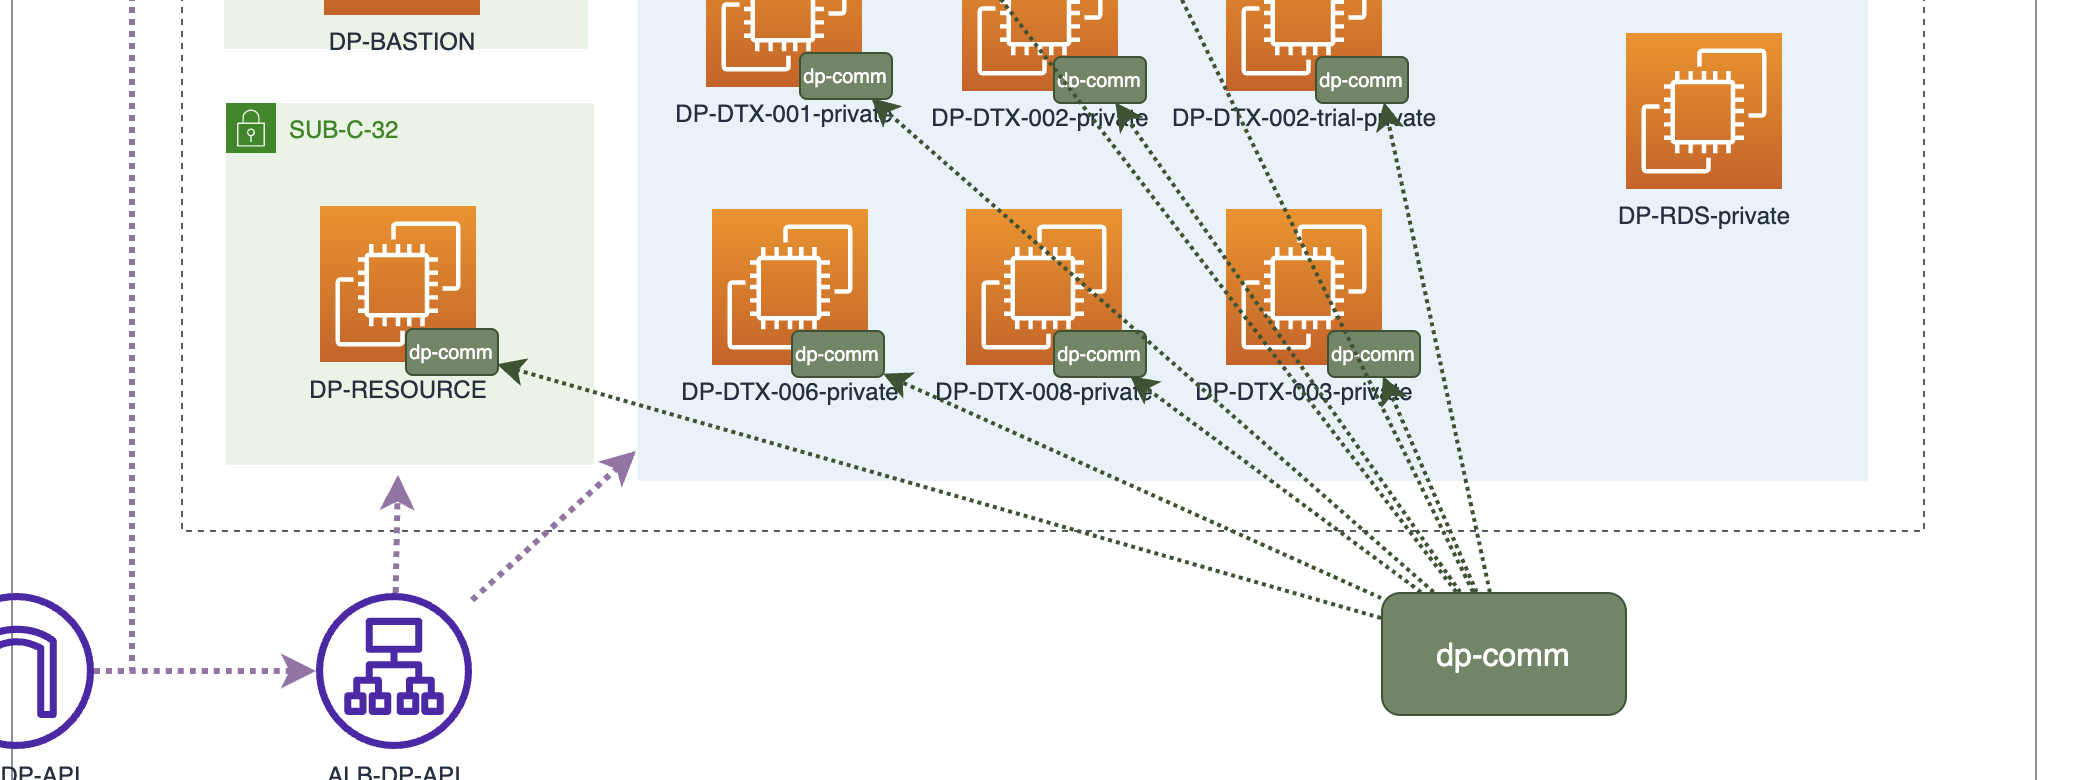 DP-BASTION
dp-comm
dp-comm
dp-comm
DP-DTX-001-private
DP-DTX-002-private
DP-DTX-002-trial-private
SUB-C-32
DP-RDS-private
dp-comm
dp-comm
dp-comm
dp-comm
DP-RESOURCE
DP-DTX-006-private
DP-DTX-008-private
DP-DTX-003-private
dp-comm
DP-API
ALB-DP-API